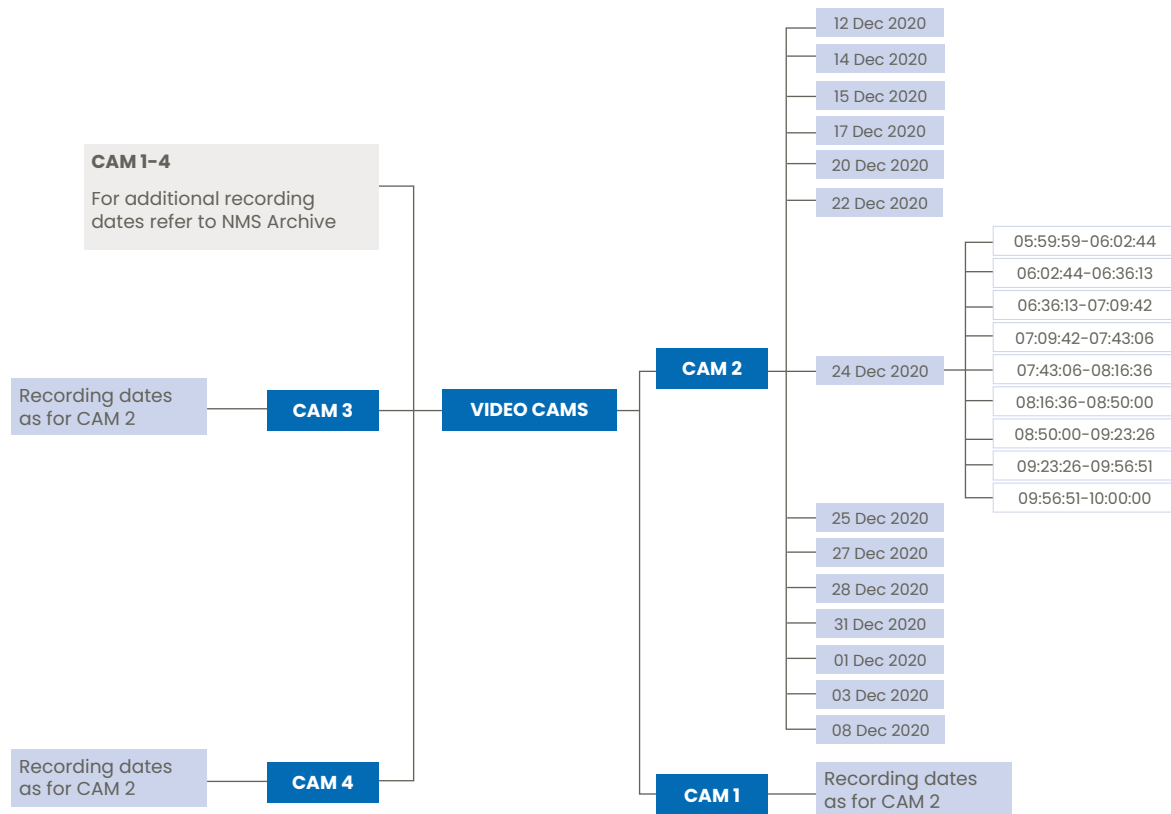 CAM 1-4
For additional recording
dates refer to NMS Archive
Recording dates
as for CAM 2
CAM 3
VIDEO CAMS
Recording dates
as for CAM 2
CAM 4
CAM 2
12 Dec 2020
14 Dec 2020
15 Dec 2020
17 Dec 2020
20 Dec 2020
22 Dec 2020
24 Dec 2020
05:59:59-06:02:44
06:02:44-06:36:13
06:36:13-07:09:42
07:09:42-07:43:06
07:43:06-08:16:36
08:16:36-08:50:00
08:50:00-09:23:26
09:23:26-09:56:51
09:56:51-10:00:00
25 Dec 2020
27 Dec 2020
28 Dec 2020
31 Dec 2020
01 Dec 2020
03 Dec 2020
08 Dec 2020
CAM 1
Recording dates
as for CAM 2